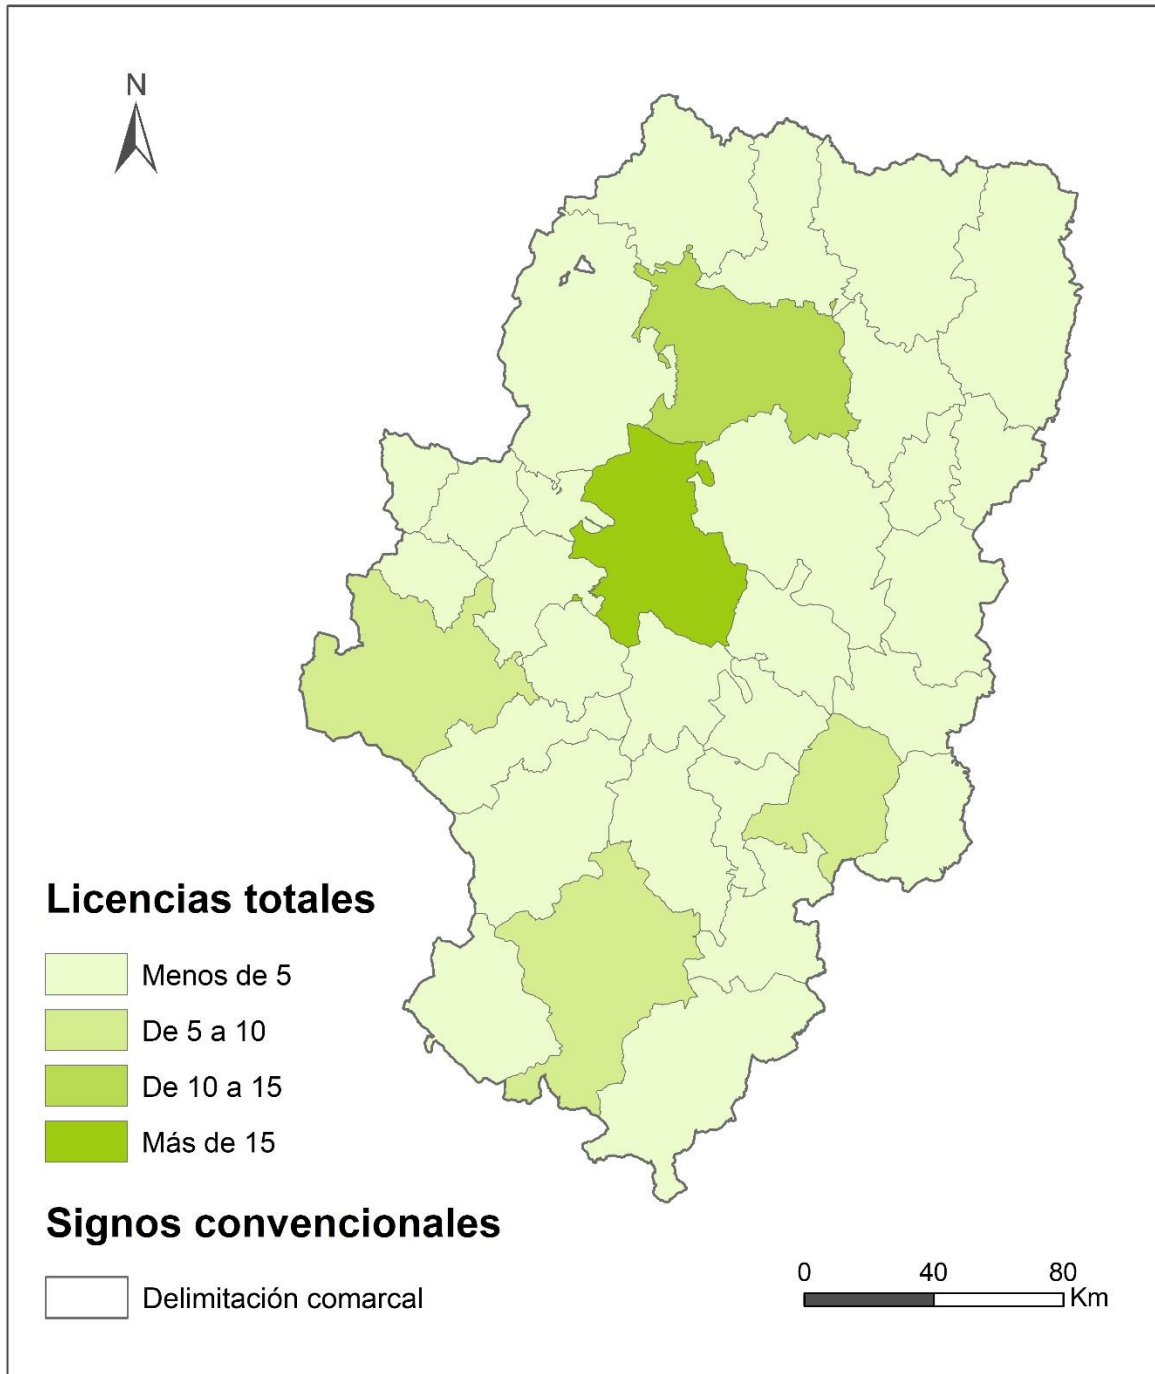 N
Licencias totales
Menos de 5
De 5 a 10
De 10 a 15
Más de 15
Signos convencionales
Delimitación comarcal
0 40 80
Km